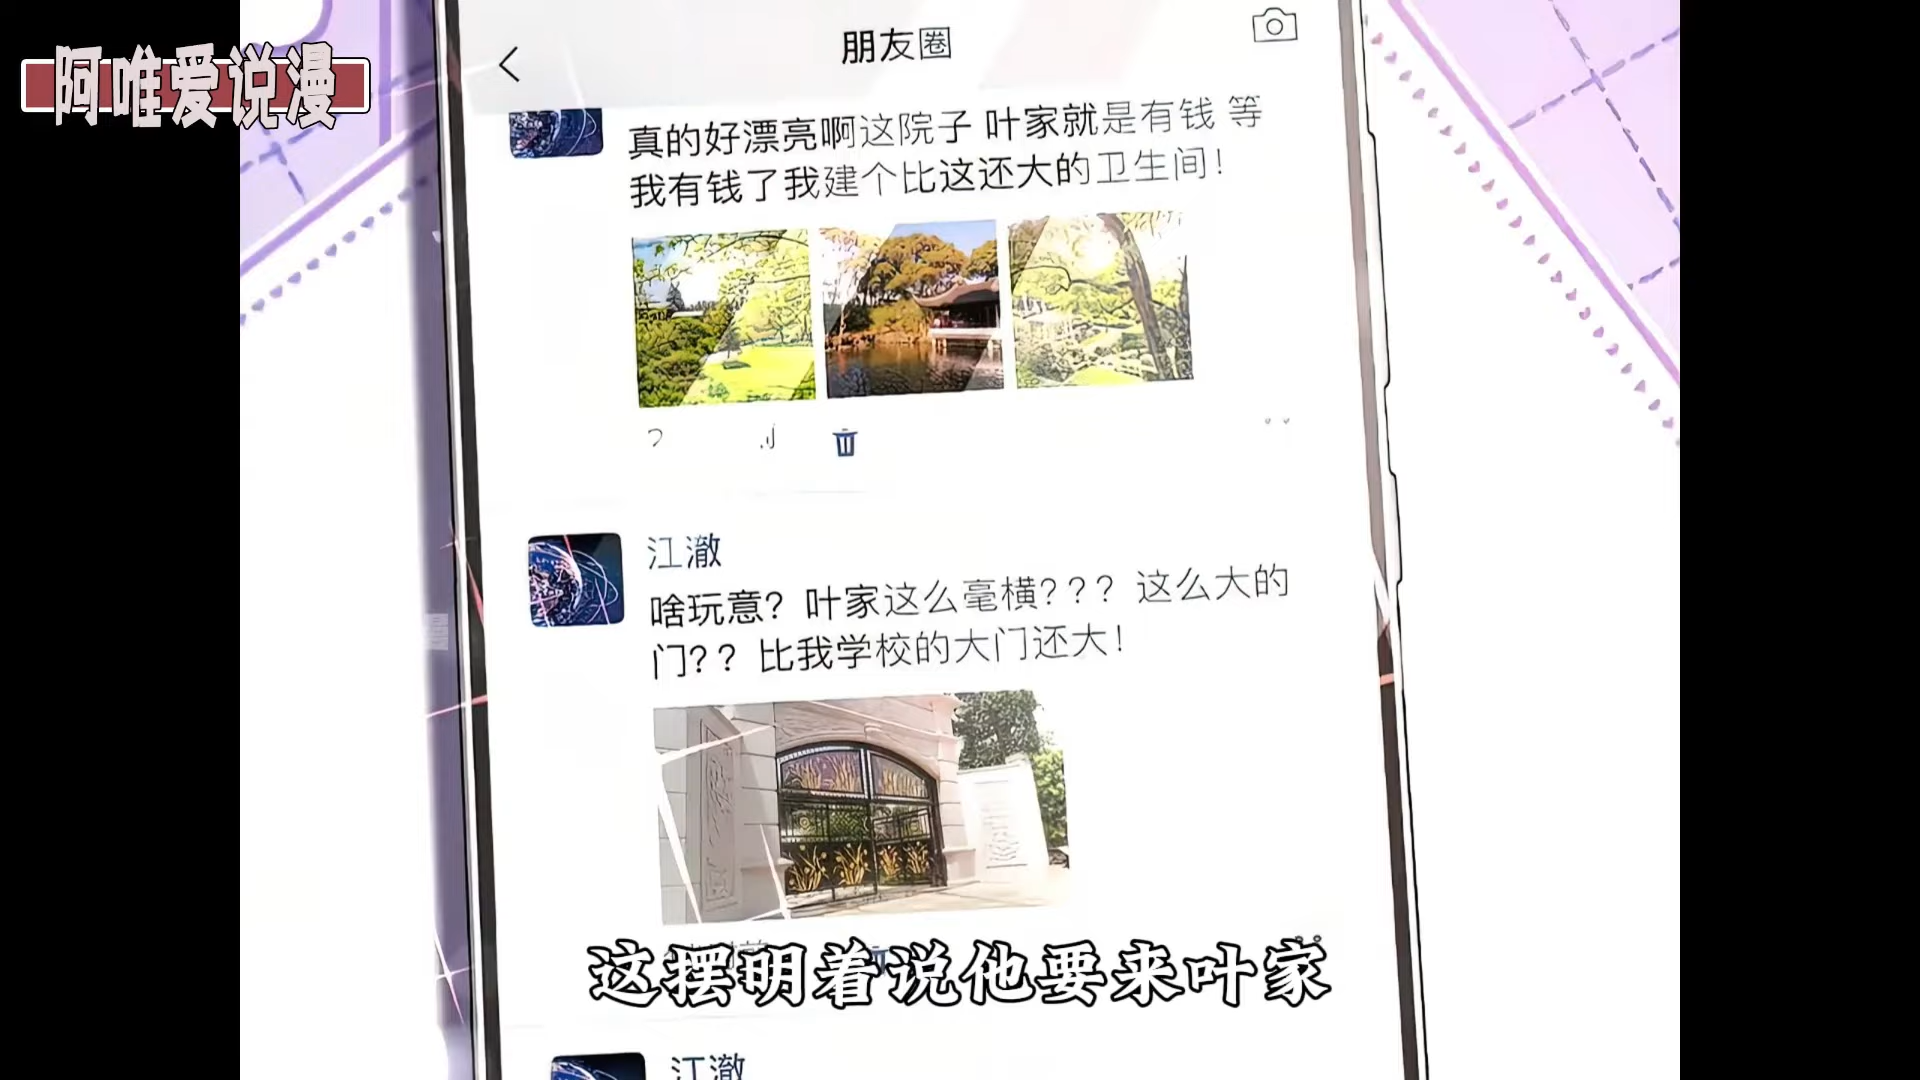 阿唯爱说漫
朋友圈
真的好漂亮啊这院子 叶家就是有钱 等
我有钱了我建个比这还大的卫生间!
江澈
啥玩意? 叶家这么毫横??? 这么大的
门?? 比我学校的大门还大!
这摆明着说他要来叶家
江澈